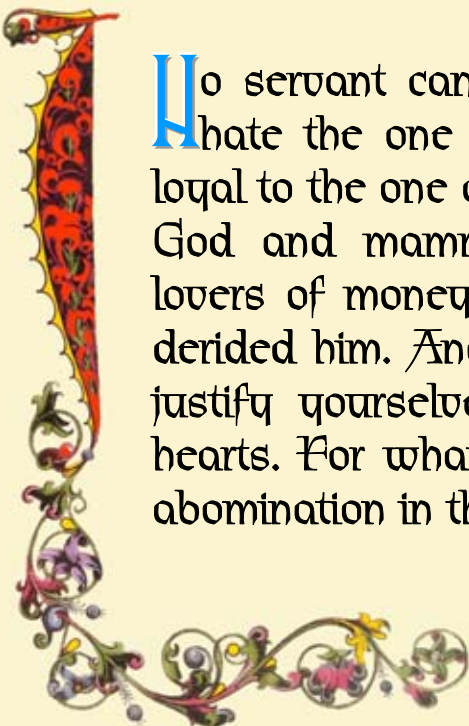 No servant can
hate the one
loyal to the one
God and mamm
lovers of money
derided him. An
justify yourselve
hearts. For wha
abomination in th